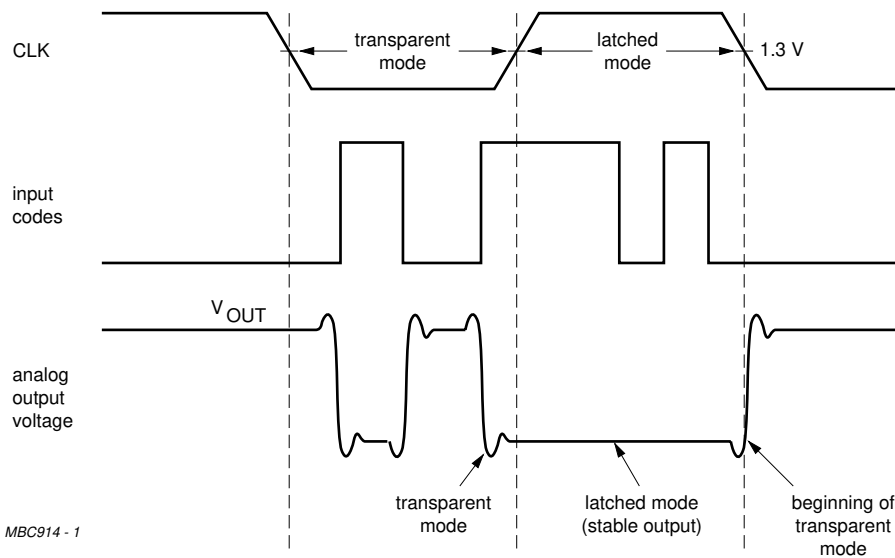 CLK
transparent
mode
latched
mode
1.3 V
input
codes
V OUT
analog
output
voltage
transparent
mode
latched mode
(stable output)
beginning of
transparent
mode
MBC914 - 1